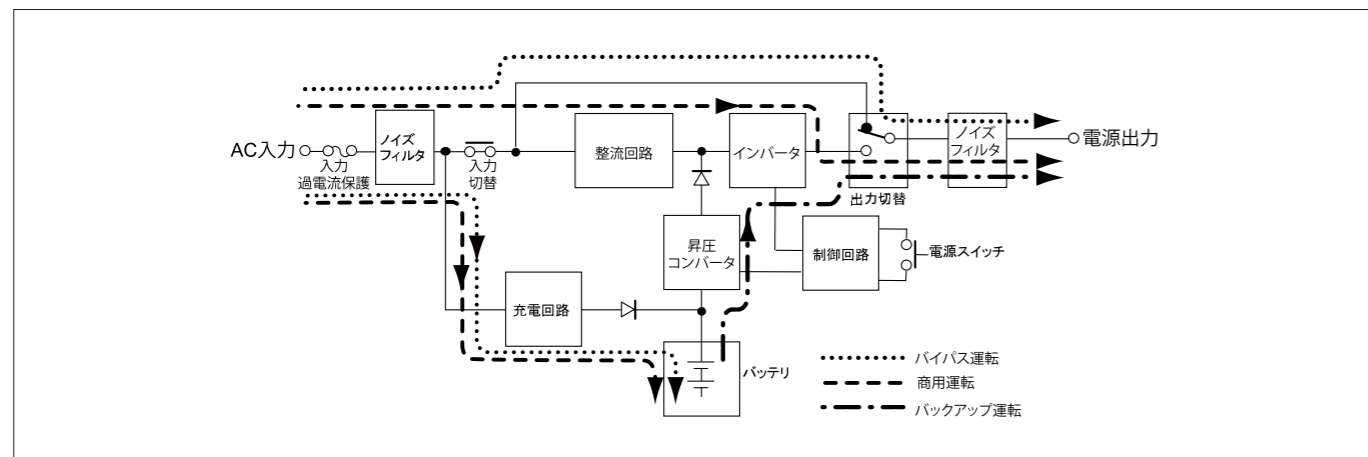 AC入力
入力
過電流保護
ノイズ
フィルタ
入力
切替
整流回路
インバータ
出力切替
ノイズ
フィルタ
電源出力
昇圧
コンバータ
制御回路
電源スイッチ
充電回路
バッテリ
バイパス運転
商用運転
バックアップ運転